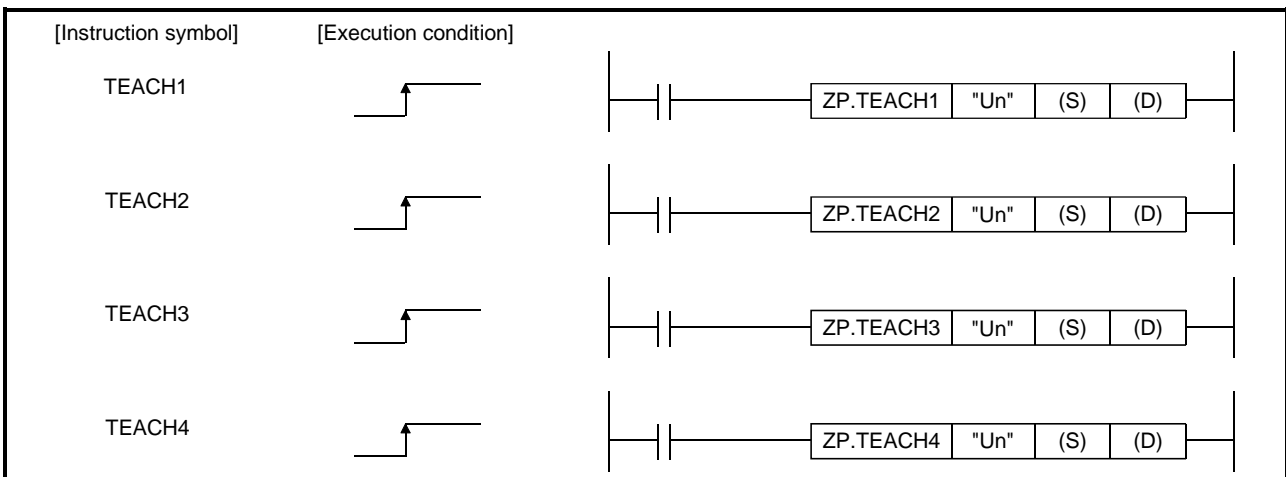 [Instruction symbol] [Execution condition]
TEACH1 ZP.TEACH1 "Un" (S) (D)
TEACH2 ZP.TEACH2 "Un" (S) (D)
TEACH3 ZP.TEACH3 "Un" (S) (D)
TEACH4 ZP.TEACH4 "Un" (S) (D)